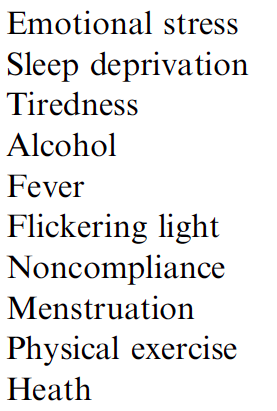 Emotional stress
Sleep deprivation
Tiredness
Alcohol
Fever
Flickering light
Noncompliance
Menstruation
Physical exercise
Heath